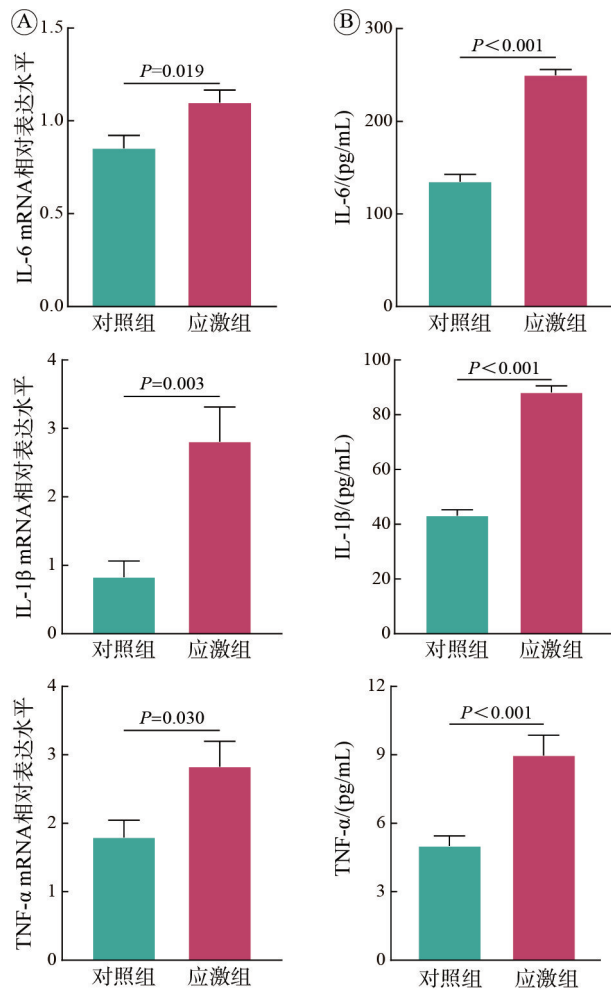 A
IL-6 mRNA相对表达水平
1.5
1.0
0.5
0.0
P=0.019
对照组 应激组
B
IL-6/(pg/mL)
300
200
100
0
P＜0.001
对照组 应激组
IL-1β mRNA相对表达水平
4
3
2
1
0
P=0.003
对照组 应激组
IL-1β/(pg/mL)
100
80
60
40
20
0
P＜0.001
对照组 应激组
TNF-α mRNA相对表达水平
4
3
2
1
0
P=0.030
对照组 应激组
TNF-α/(pg/mL)
12
9
6
3
0
P＜0.001
对照组 应激组